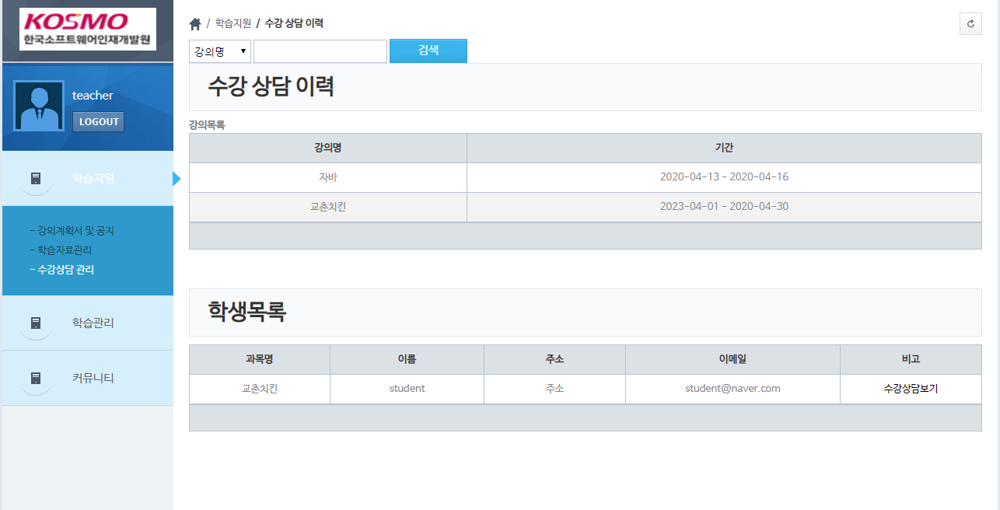 KOSMO
한국소프트웨어인재개발원
teacher
LOGOUT
학습지원
- 강의계획서 및 공지
- 학습자료관리
- 수강상담 관리
학습관리
커뮤니티
/ 학습지원 / 수강 상담 이력
강의명 검색
수강 상담 이력
강의목록
강의명 기간
자바 2020-04-13 - 2020-04-16
교촌치킨 2023-04-01 - 2020-04-30
학생목록
과목명 이름 주소 이메일 비고
교촌치킨 student 주소 student@naver.com 수강상담보기